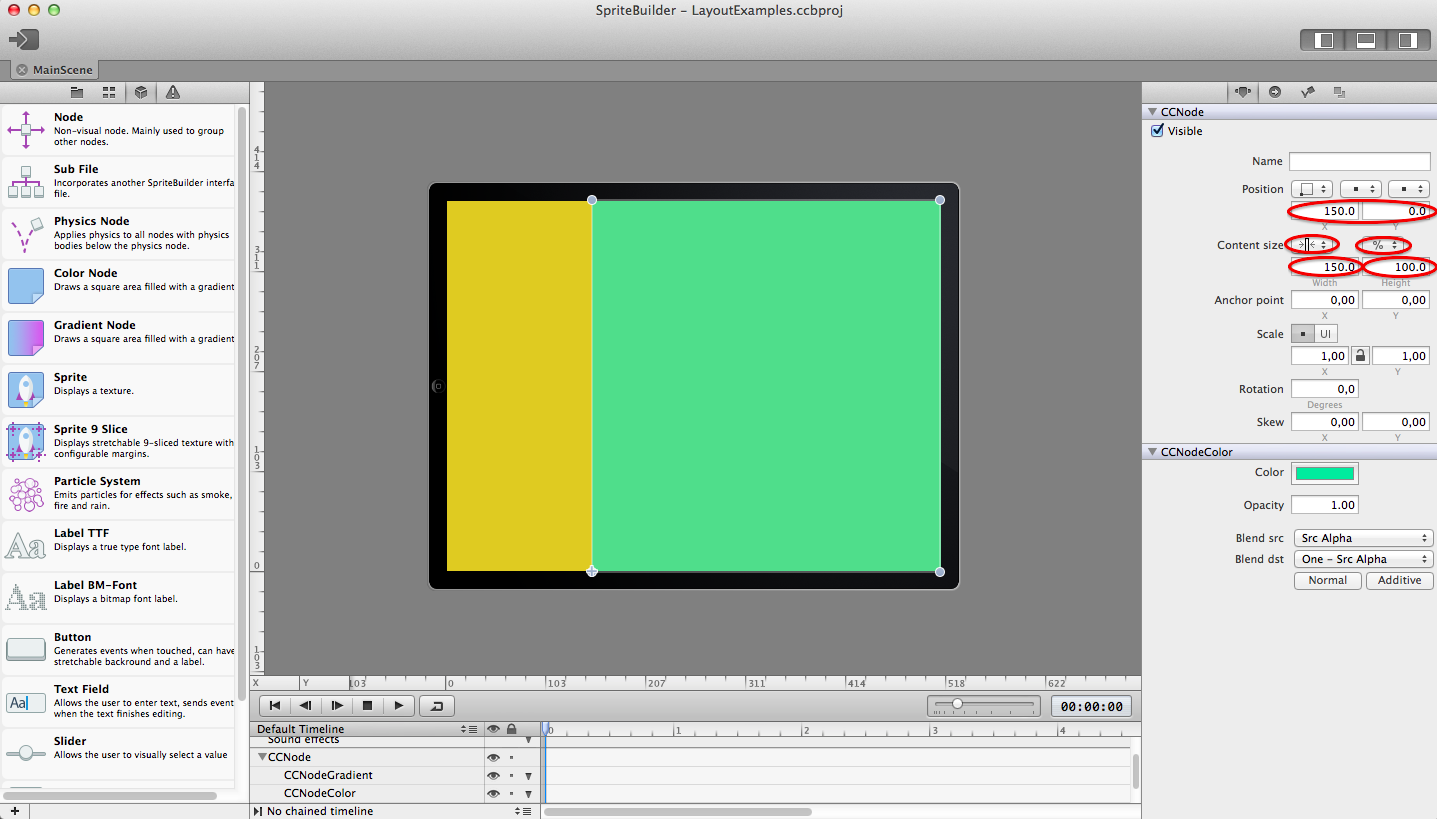 SpriteBuilder – LayoutExamples.ccbproj
MainScene
Node
Non-visual node. Mainly used to group
other nodes.
Sub File
Incorporates another SpriteBuilder interfa
file.
Physics Node
Applies physics to all nodes with physics
bodies below the physics node.
Color Node
Draws a square area filled with a gradient
Gradient Node
Draws a square area filled with a gradient
Sprite
Displays a texture.
Sprite 9 Slice
Displays stretchable 9-sliced texture with
configurable margins.
Particle System
Emits particles for effects such as smoke,
fire and rain.
Label TTF
Displays a true type font label.
Label BM-Font
Displays a bitmap font label.
Button
Generates events when touched, can have
stretchable backround and a label.
Text Field
Allows the user to enter text, sends event
when the text finishes editing.
Slider
Allows the user to visually select a value
414
311
207
103
0
103
X Y 103 0 103 207 311 414 518 622
00:00:00
Default Timeline 0 1 2 3 4
Sound effects
CCNode
CCNodeGradient
CCNodeColor
No chained timeline
CCNode
Visible
Name
Position
150.0 0.0
X Y
Content size %
150.0 100.0
Width Height
Anchor point 0,00 0,00
X Y
Scale UI
1,00 1,00
X Y
Rotation 0,0
Degrees
Skew 0,00 0,00
X Y
CCNodeColor
Color
Opacity 1.00
Blend src Src Alpha
Blend dst One – Src Alpha
Normal Additive